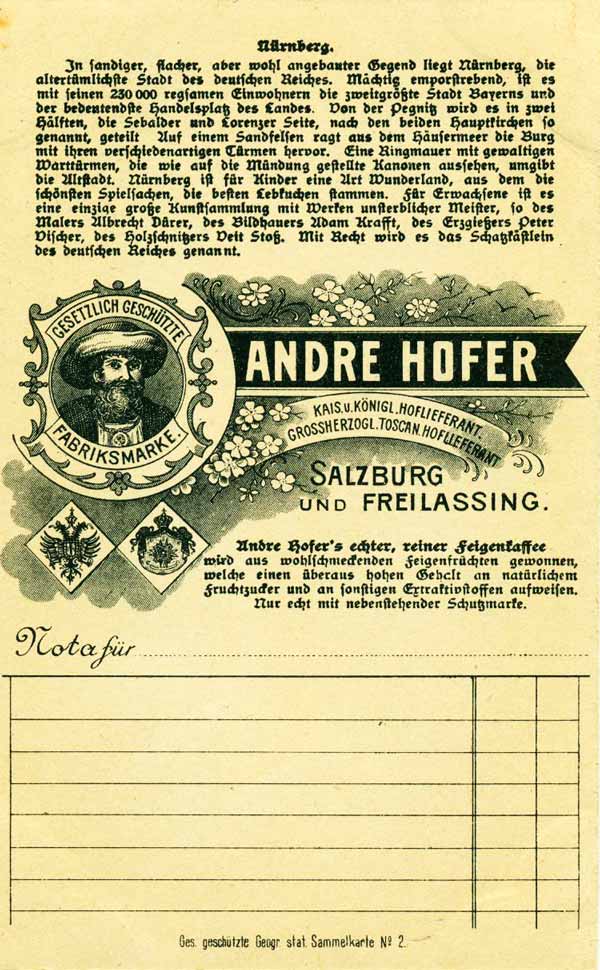 Nürnberg.
In sandiger, flacher, aber wohl angebauter Gegend liegt Nürnberg, die
altertümlichste Stadt des deutschen Reiches. Mächtig emporstrebend, ist es
mit seinen 230 000 regsamen Einwohnern die zweitgrößte Stadt Bayerns und
der bedeutendste Handelsplatz des Landes. Von der Pegnitz wird es in zwei
Hälften, die Sebalder und Lorenzer Seite, nach den beiden Hauptkirchen so
genannt, geteilt. Auf einem Sandfelsen ragt aus dem Häusermeer die Burg
mit ihren verschiedenartigen Türmen hervor. Eine Ringmauer mit gewaltigen
Warttürmen, die wie auf die Mündung gestellte Kanonen aussehen, umgibt
die Altstadt. Nürnberg ist für Kinder eine Art Wunderland, aus dem die
schönsten Spielsachen, die besten Lebkuchen stammen. Für Erwachsene ist es
eine einzige große Kunstsammlung mit Werken unsterblicher Meister, so des
Malers Albrecht Dürer, des Bildhauers Adam Krafft, des Erzgießers Peter
Vischer, des Holzschnitzers Veit Stoß. Mit Recht wird es das Schatzkästlein
des deutschen Reiches genannt.
GESETZLICH GESCHÜTZTE
FABRIKSMARKE.
ANDRE HOFER
KAIS. u. KÖNIGL. HOFLIEFERANT.
GROSSHERZOGL. TOSCAN. HOFLIEFERANT
SALZBURG
UND FREILASSING.
Andre Hofer's echter, reiner Feigenkaffee
wird aus wohlschmeckenden Feigenfrüchten gewonnen,
welche einen überaus hohen Gehalt an natürlichem
Fruchtzucker und an sonstigen Extraktivstoffen aufweisen.
Nur echt mit nebenstehender Schutzmarke.
Nota für
Ges. geschützte Geogr. stat. Sammelkarte Nº 2.